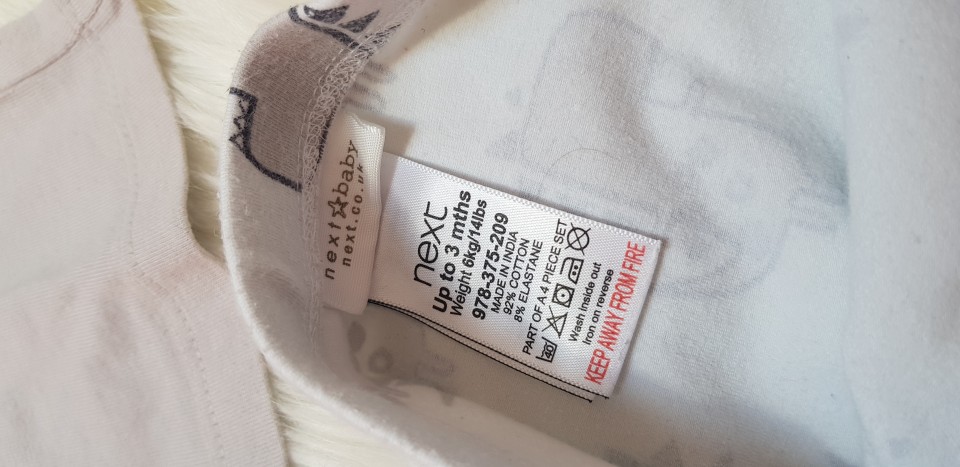 next☆baby
next.co.uk
next
Up to 3 mths
Weight 6kg/14lbs
978-375-209
MADE IN INDIA
92% COTTON
8% ELASTANE
PART OF A 4 PIECE SET
40
Wash inside out
Iron on reverse
KEEP AWAY FROM FIRE